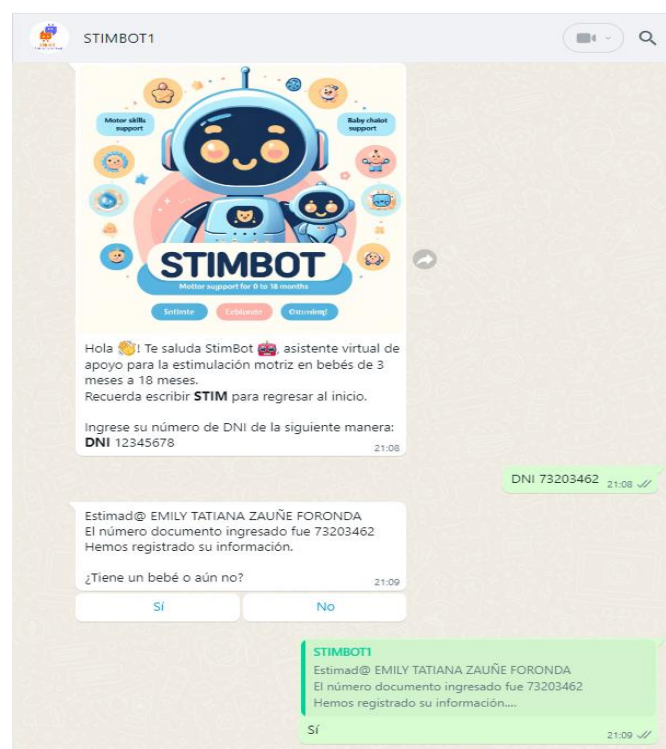 STIMBOT1
Motor skills
support
Baby chalot
support
STIMBOT
Mottor support for 0 to 18 months
Hola 👋! Te saluda StimBot 🤖, asistente virtual de
apoyo para la estimulación motriz en bebés de 3
meses a 18 meses.
Recuerda escribir STIM para regresar al inicio.
Ingrese su número de DNI de la siguiente manera:
DNI 12345678
21:08
DNI 73203462 21:08
Estimad@ EMILY TATIANA ZAUÑE FORONDA
El número documento ingresado fue 73203462
Hemos registrado su información.
¿Tiene un bebé o aún no? 21:09
Sí No
STIMBOT1
Estimad@ EMILY TATIANA ZAUÑE FORONDA
El número documento ingresado fue 73203462
Hemos registrado su información....
Sí 21:09